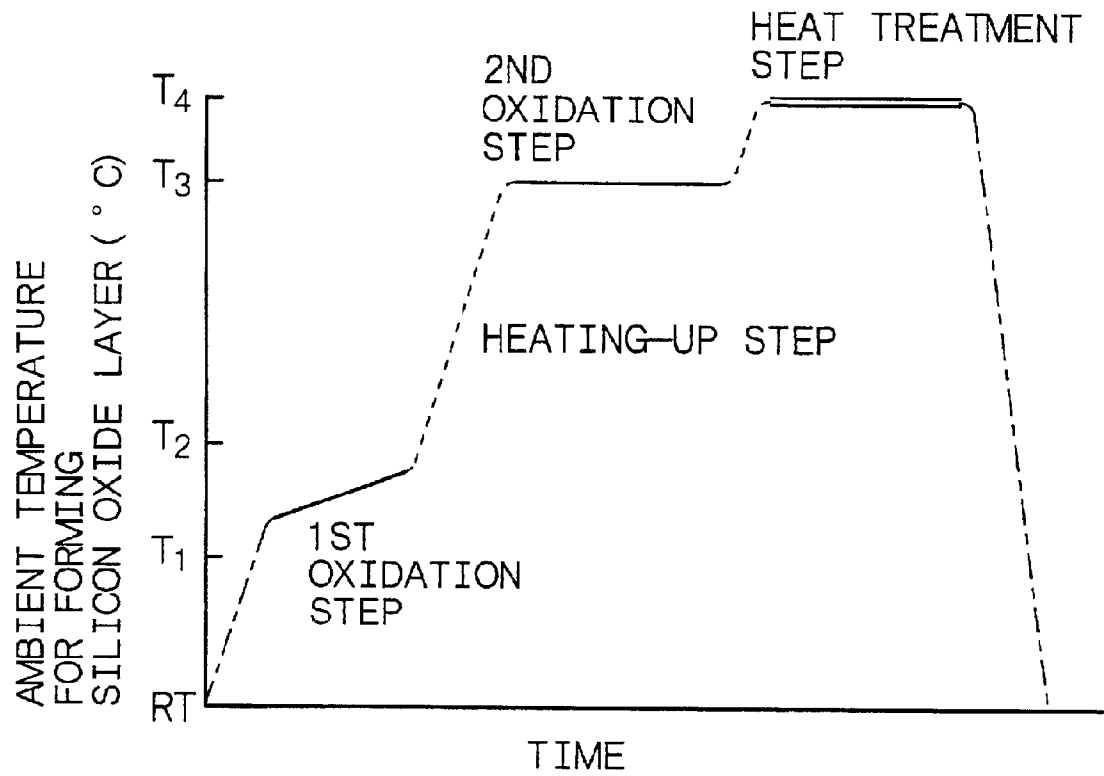 HEAT TREATMENT
STEP
2ND
OXIDATION
STEP
T4
T3
HEATING-UP STEP
T2
T1
1ST
OXIDATION
STEP
RT
AMBIENT TEMPERATURE
FOR FORMING
SILICON OXIDE LAYER (°C)
TIME